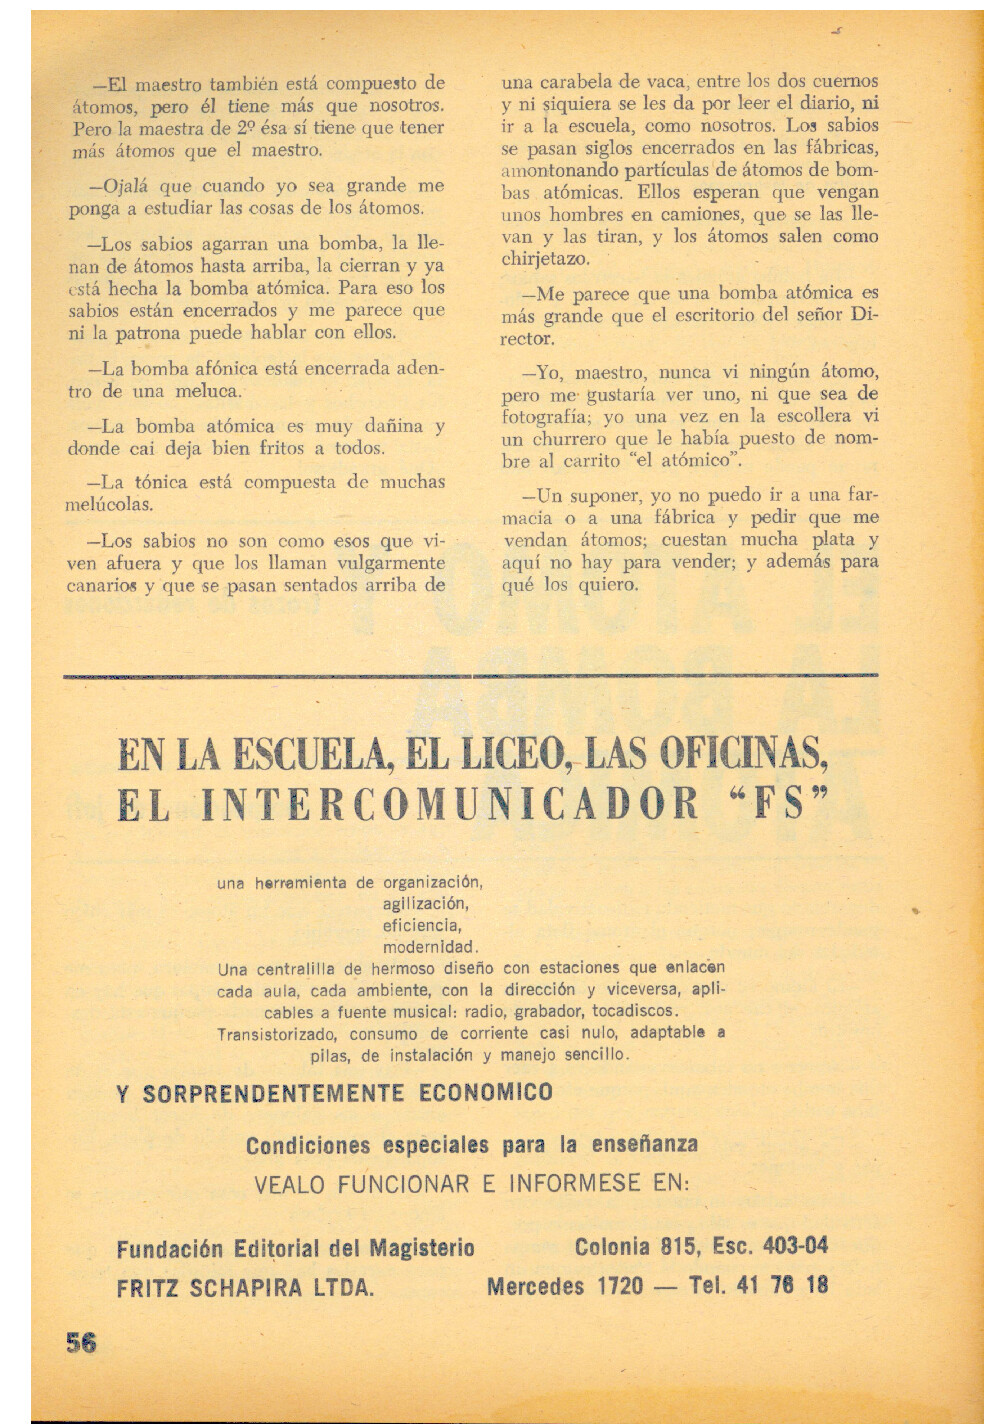 —El maestro también está compuesto de
átomos, pero él tiene más que nosotros.
Pero la maestra de 2º ésa sí tiene que tener
más átomos que el maestro.
—Ojalá que cuando yo sea grande me
ponga a estudiar las cosas de los átomos.
—Los sabios agarran una bomba, la lle-
nan de átomos hasta arriba, la cierran y ya
está hecha la bomba atómica. Para eso los
sabios están encerrados y me parece que
ni la patrona puede hablar con ellos.
—La bomba afónica está encerrada aden-
tro de una meluca.
—La bomba atómica es muy dañina y
donde cai deja bien fritos a todos.
—La tónica está compuesta de muchas
melúcolas.
—Los sabios no son como esos que vi-
ven afuera y que los llaman vulgarmente
canarios y que se pasan sentados arriba de
una carabela de vaca, entre los dos cuernos
y ni siquiera se les da por leer el diario, ni
ir a la escuela, como nosotros. Los sabios
se pasan siglos encerrados en las fábricas,
amontonando partículas de átomos de bom-
bas atómicas. Ellos esperan que vengan
unos hombres en camiones, que se las lle-
van y las tiran, y los átomos salen como
chirjetazo.
—Me parece que una bomba atómica es
más grande que el escritorio del señor Di-
rector.
—Yo, maestro, nunca vi ningún átomo,
pero me gustaría ver uno, ni que sea de
fotografía; yo una vez en la escollera vi
un churrero que le había puesto de nom-
bre al carrito “el atómico”.
—Un suponer, yo no puedo ir a una far-
macia o a una fábrica y pedir que me
vendan átomos; cuestan mucha plata y
aquí no hay para vender; y además para
qué los quiero.
EN LA ESCUELA, EL LICEO, LAS OFICINAS,
EL INTERCOMUNICADOR “FS”
una herramienta de organización,
agilización,
eficiencia,
modernidad.
Una centralilla de hermoso diseño con estaciones que enlacen
cada aula, cada ambiente, con la dirección y viceversa, apli-
cables a fuente musical: radio, grabador, tocadiscos.
Transistorizado, consumo de corriente casi nulo, adaptable a
pilas, de instalación y manejo sencillo.
Y SORPRENDENTEMENTE ECONOMICO
Condiciones especiales para la enseñanza
VEALO FUNCIONAR E INFORMESE EN:
Fundación Editorial del Magisterio Colonia 815, Esc. 403-04
FRITZ SCHAPIRA LTDA. Mercedes 1720 — Tel. 41 76 18
56